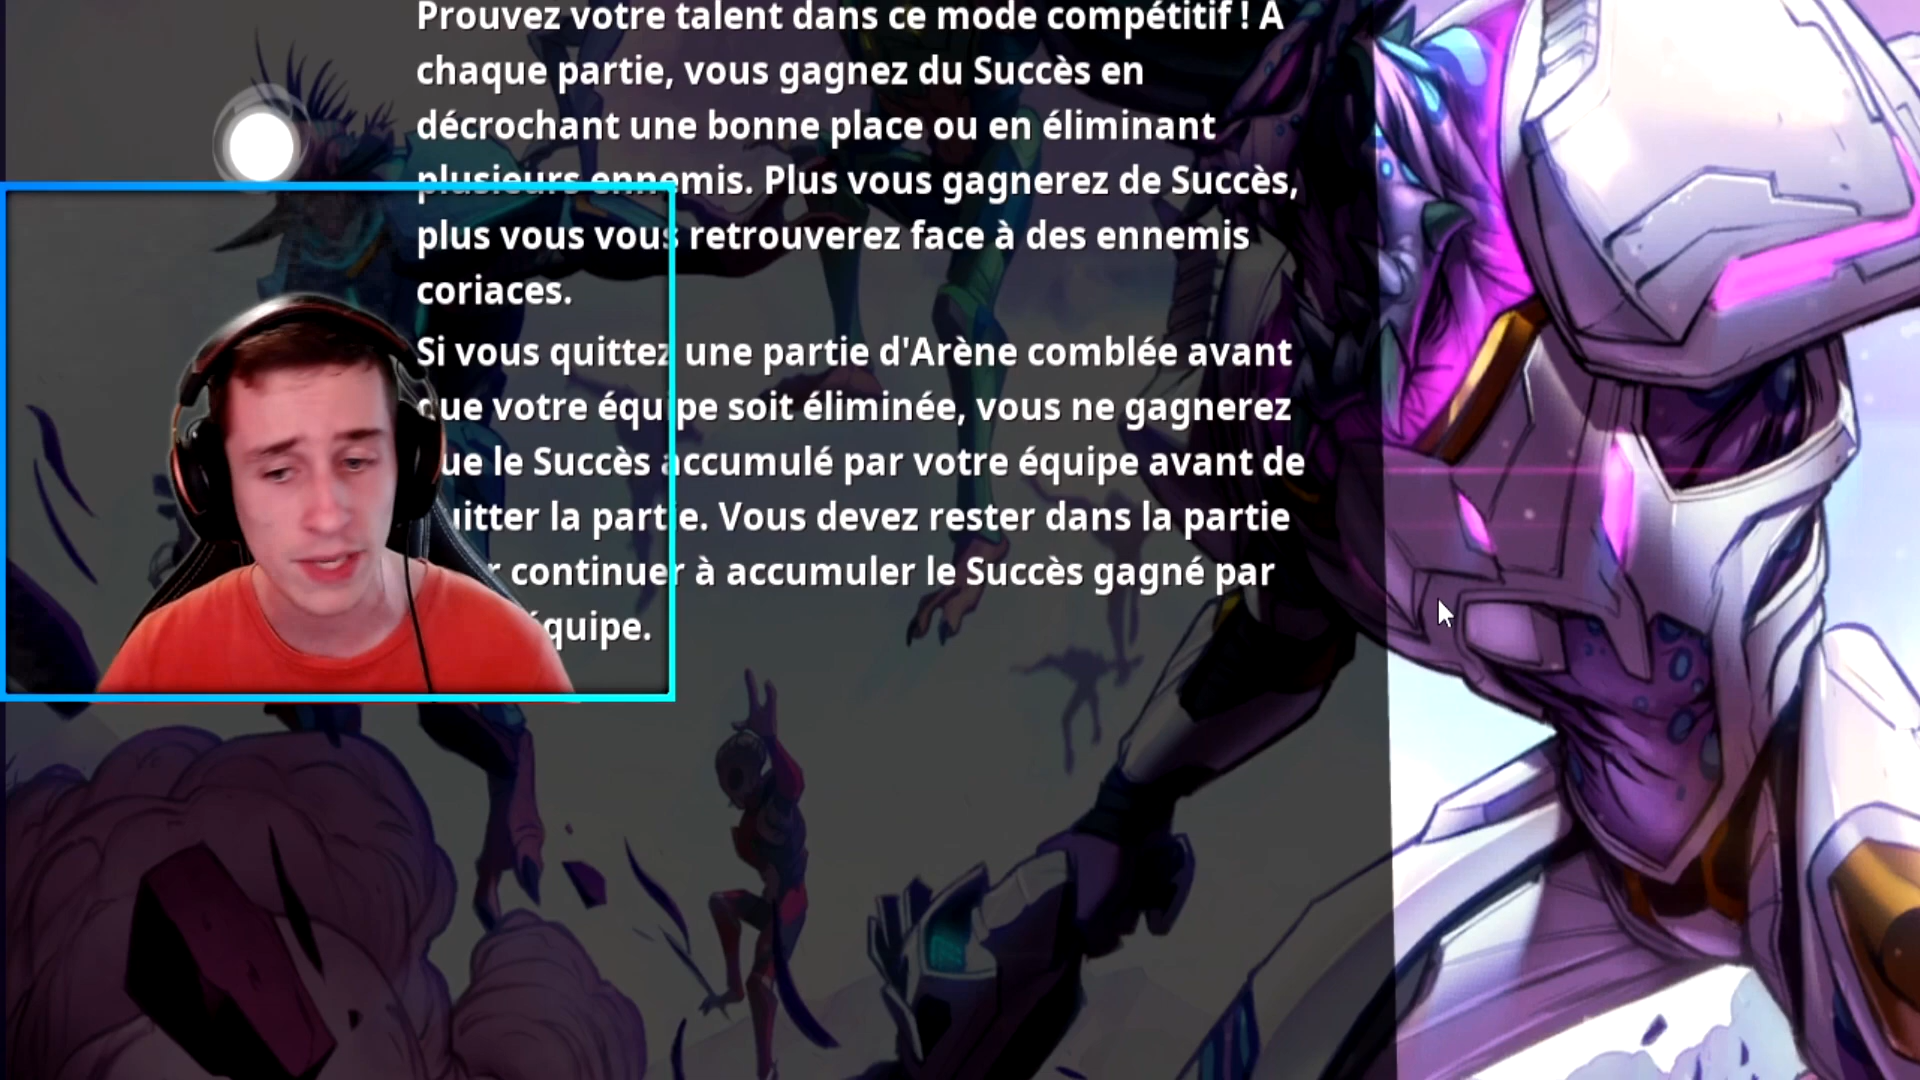 Prouvez votre talent dans ce mode compétitif ! À
chaque partie, vous gagnez du Succès en
décrochant une bonne place ou en éliminant
plusieurs ennemis. Plus vous gagnerez de Succès,
plus vous vous retrouverez face à des ennemis
coriaces.
Si vous quittez une partie d'Arène comblée avant
que votre équipe soit éliminée, vous ne gagnerez
que le Succès accumulé par votre équipe avant de
quitter la partie. Vous devez rester dans la partie
continuer à accumuler le Succès gagné par
équipe.